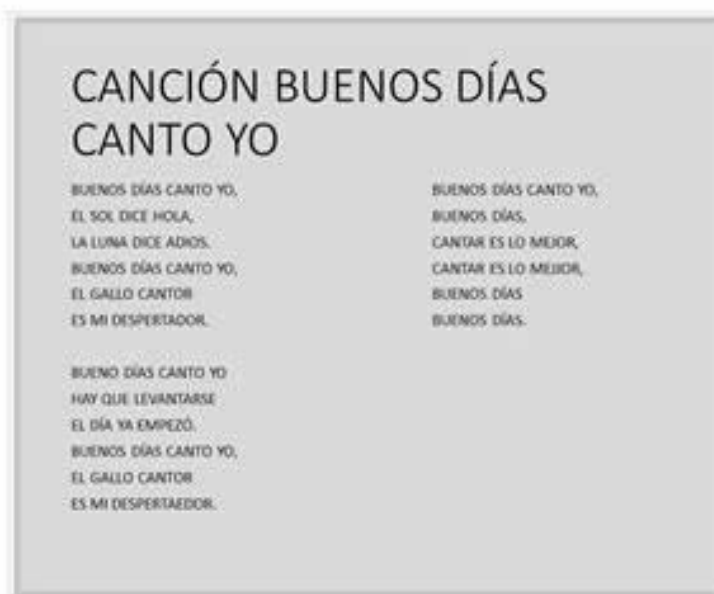 CANCIÓN BUENOS DÍAS
CANTO YO
BUENOS DÍAS CANTO YO,
EL SOL DICE HOLA,
LA LUNA DICE ADIOS.
BUENOS DÍAS CANTO YO,
EL GALLO CANTOR
ES MI DESPERTADOR.
BUENO DÍAS CANTO YO
HAY QUE LEVANTARSE
EL DÍA YA EMPEZÓ.
BUENOS DÍAS CANTO YO,
EL GALLO CANTOR
ES MI DESPERTAEDOR.
BUENOS DÍAS CANTO YO,
BUENOS DÍAS,
CANTAR ES LO MEJOR,
CANTAR ES LO MEJJOR,
BUENOS DÍAS
BUENOS DÍAS.